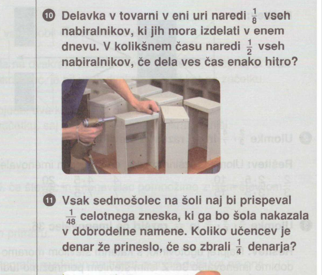 10 Delavka v tovarni v eni uri naredi 1/8 vseh
nabiralnikov, ki jih mora izdelati v enem
dnevu. V kolikšnem času naredi 1/2 vseh
nabiralnikov, če dela ves čas enako hitro?
11 Vsak sedmošolec na šoli naj bi prispeval
1/48 celotnega zneska, ki ga bo šola nakazala
v dobrodelne namene. Koliko učencev je
denar že prineslo, če so zbrali 1/4 denarja?